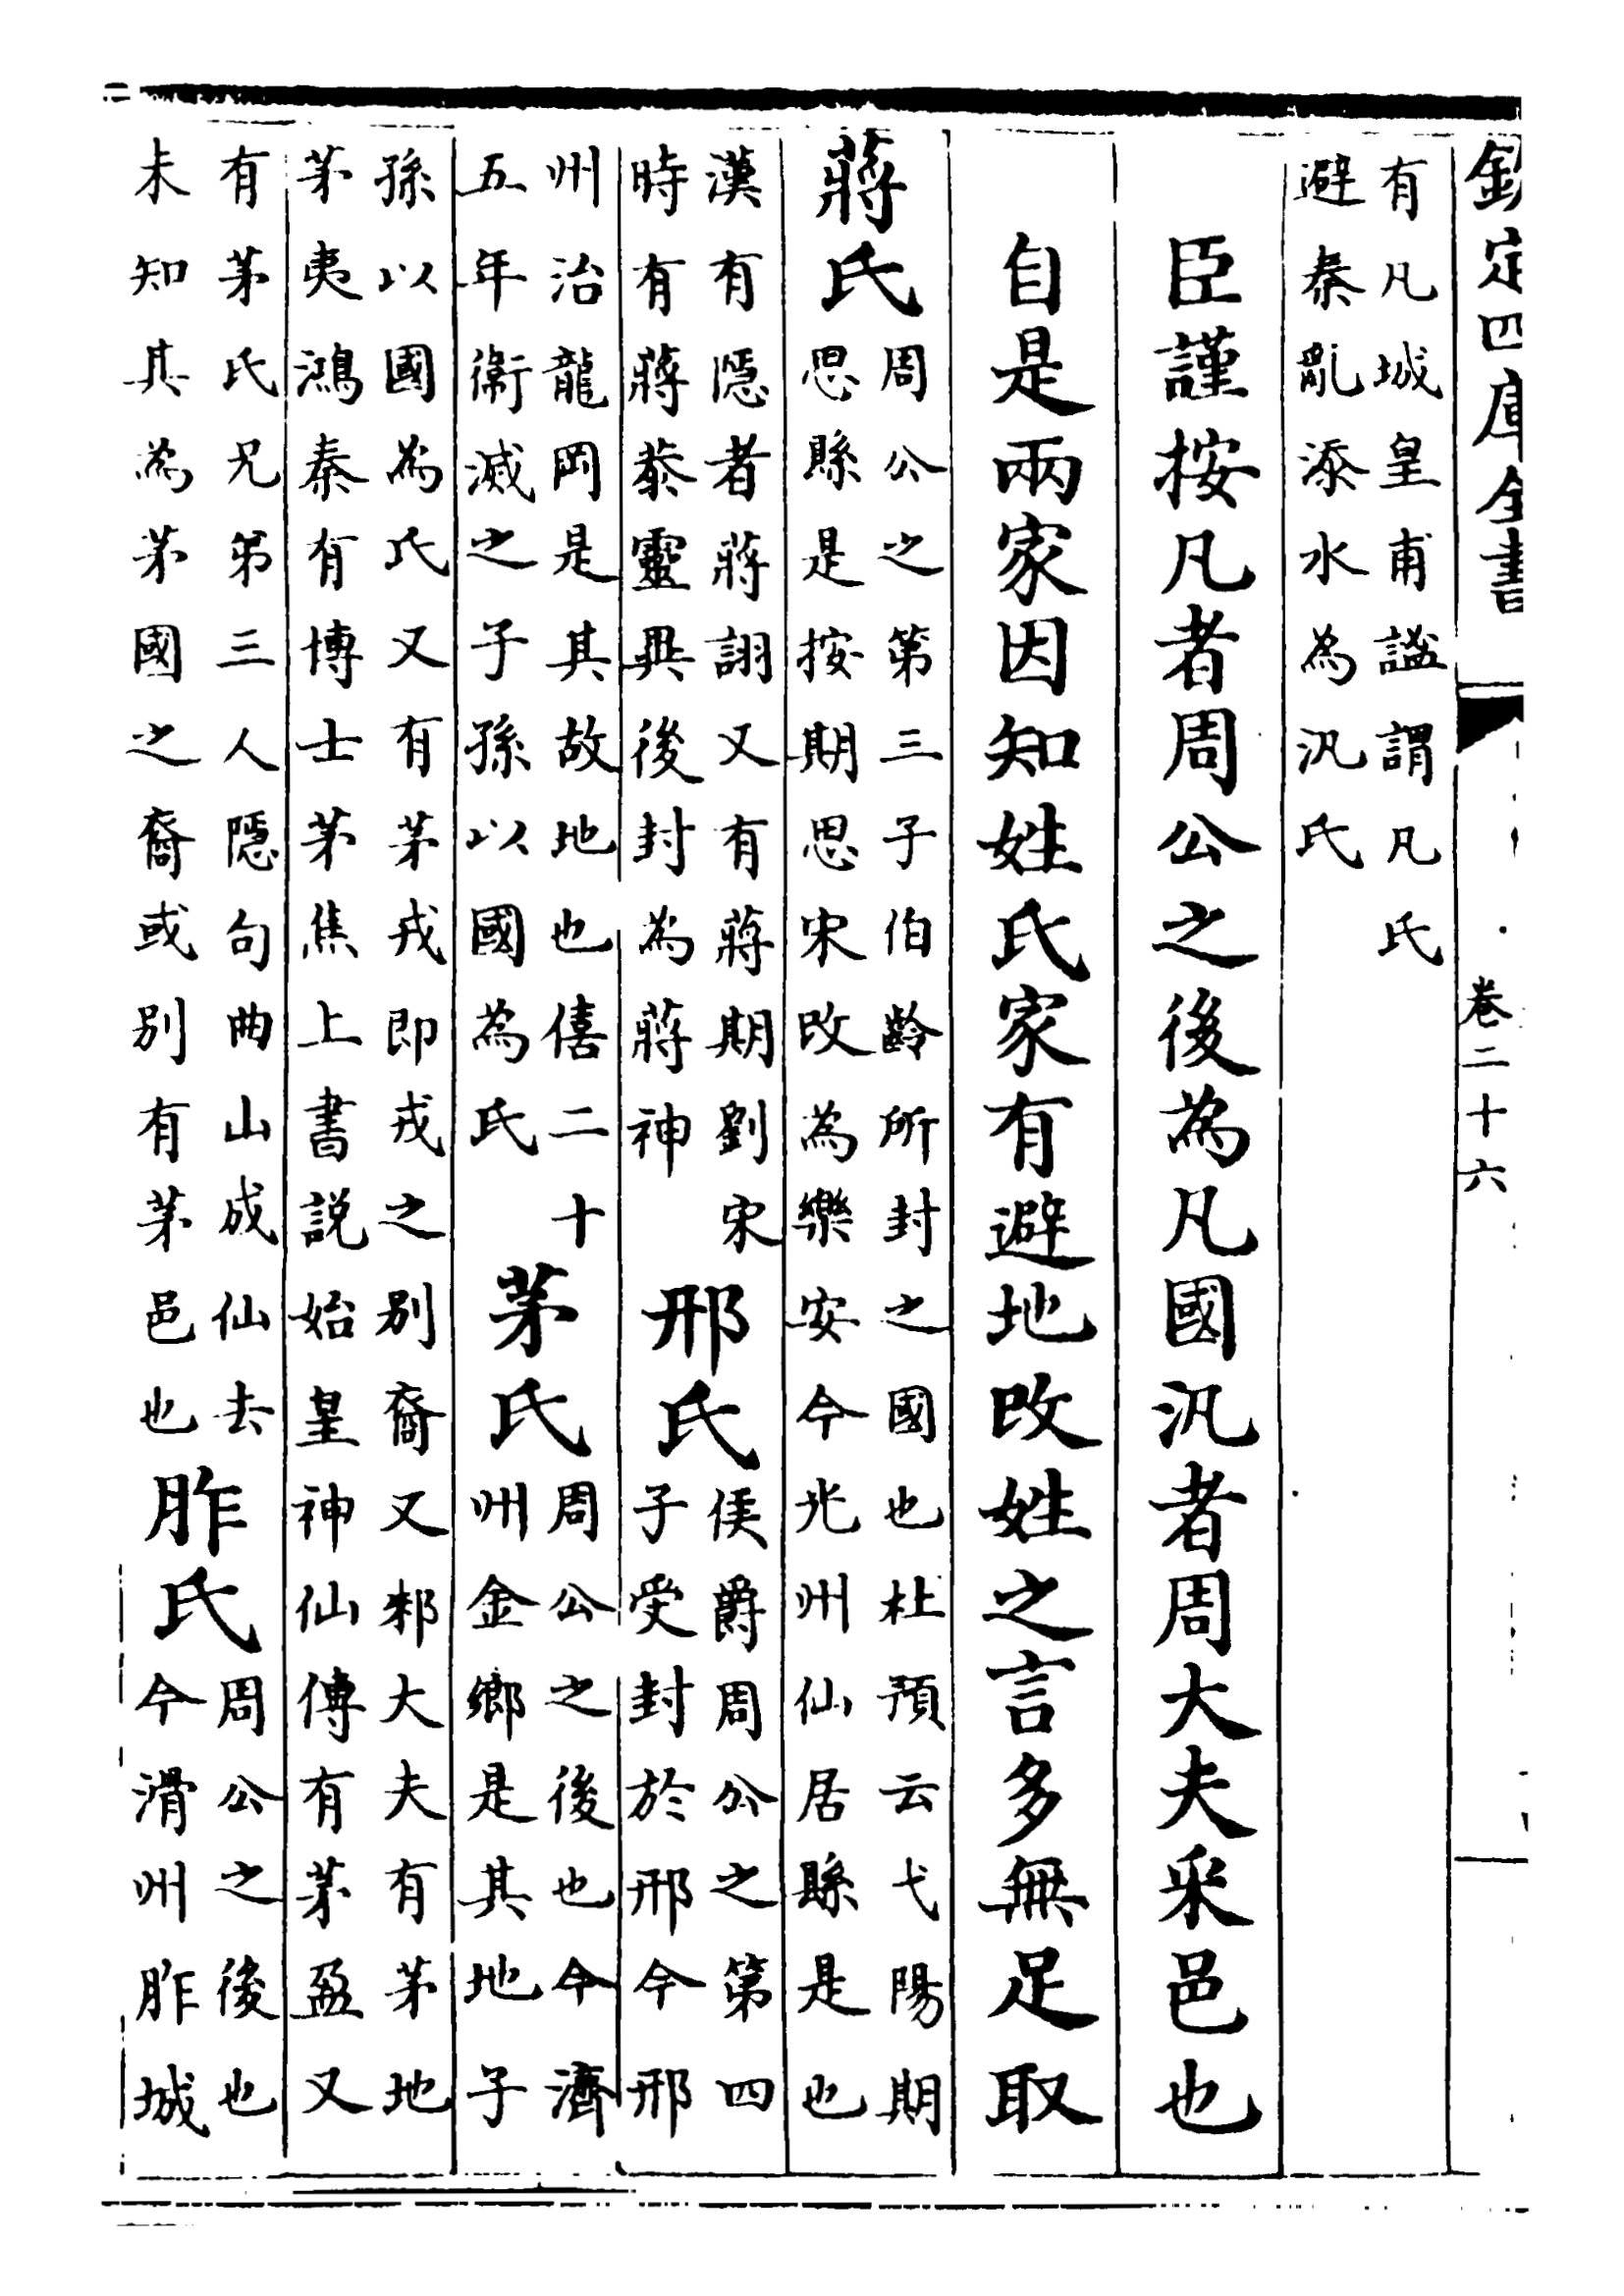 欽定四庫全書　卷二十六
有凡城皇甫謐謂凡氏
避秦亂添水為汎氏
臣謹按凡者周公之後為凡國汎者周大夫采邑也
自是兩家因知姓氏家有避地改姓之言多無足取
蔣氏
周公之第三子伯齡所封之國也杜預云弋陽期
思縣是按期思宋改為樂安今光州仙居縣是也
漢有隱者蔣詡又有蔣期劉宋
時有蔣恭靈異後封為蔣蔣神
邢氏
侯爵周公之第四
子受封於邢今邢
州治龍岡是其故地也僖二十
五年衛滅之子孫以國為氏
茅氏
周公之後也今濟
州金鄉是其地子
孫以國為氏又有茅戎即戎之别裔又邾大夫有茅地
茅夷鴻秦有博士茅焦上書説始皇神仙傳有茅盈又
有茅氏兄弟三人隱句曲山成仙去
未知其為茅國之裔或别有茅邑也
胙氏
周公之後也
今滑州胙城